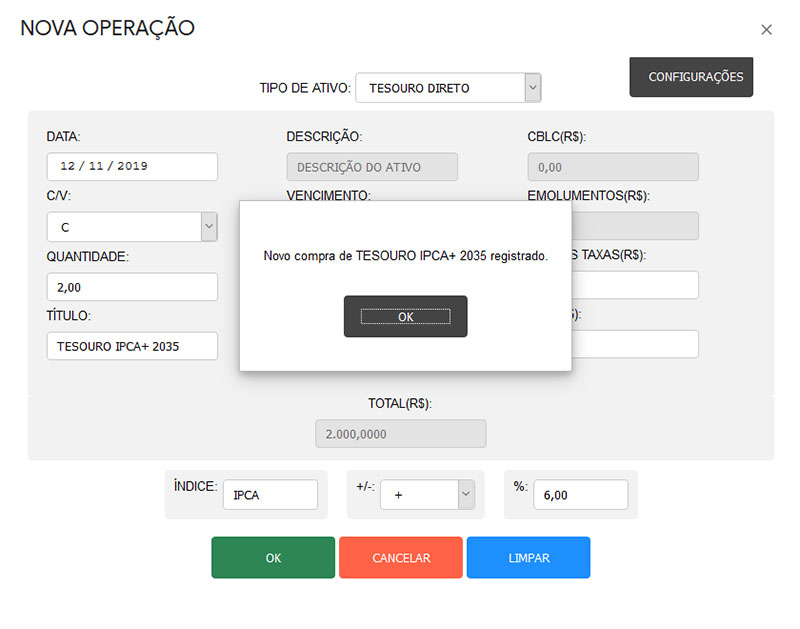 NOVA OPERAÇÃO
TIPO DE ATIVO: TESOURO DIRETO
CONFIGURAÇÕES
DATA: DESCRIÇÃO: CBLC(R$):
12 / 11 / 2019 DESCRIÇÃO DO ATIVO 0,00
C/V: VENCIMENTO: EMOLUMENTOS(R$):
C
QUANTIDADE: TAXAS(R$):
Novo compra de TESOURO IPCA+ 2035 registrado.
2,00
OK
TÍTULO:
TESOURO IPCA+ 2035
TOTAL(R$):
2.000,0000
ÍNDICE: IPCA +/-: + %: 6,00
OK CANCELAR LIMPAR